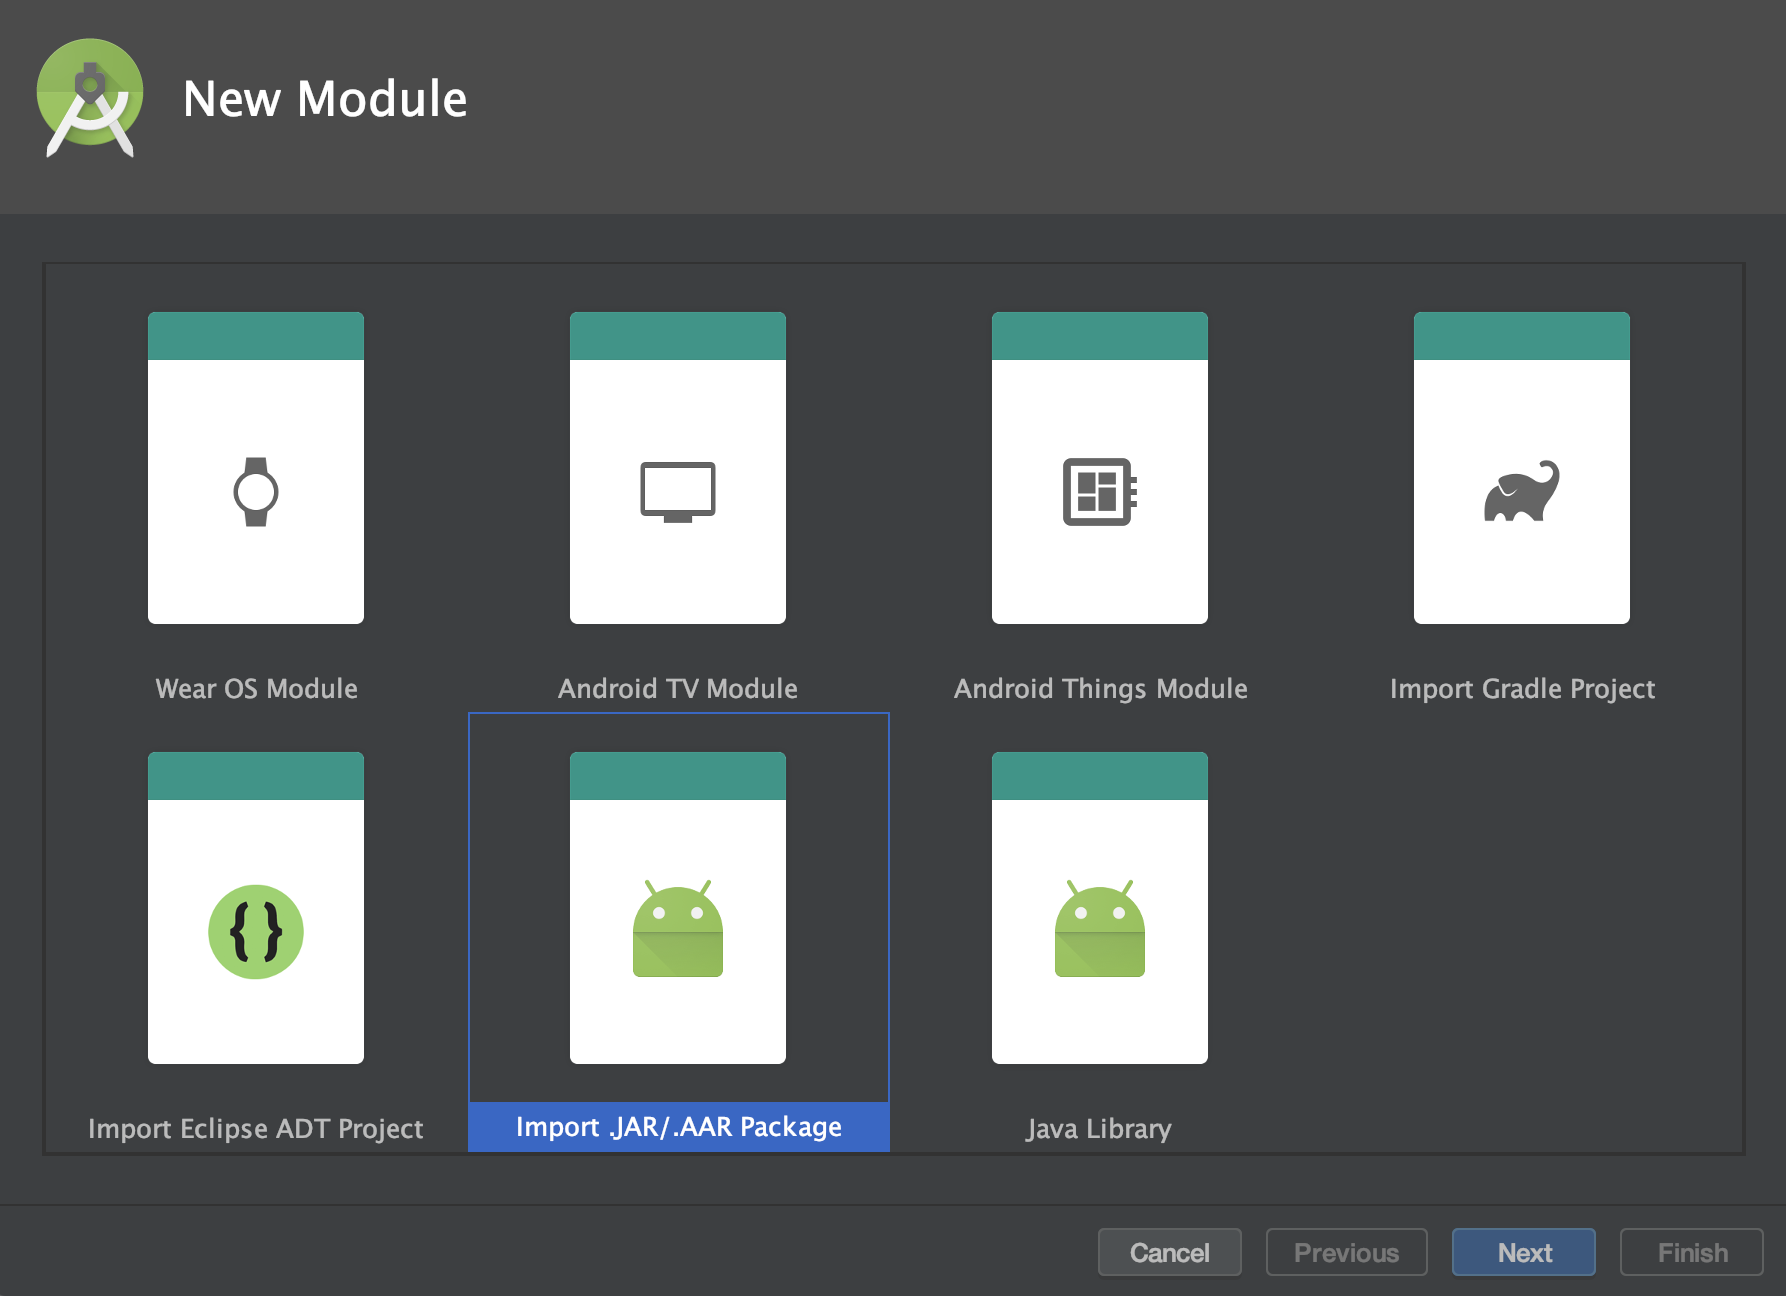 New Module
Wear OS Module
Android TV Module
Android Things Module
Import Gradle Project
{}
Import Eclipse ADT Project
Import .JAR/.AAR Package
Java Library
Cancel
Previous
Next
Finish